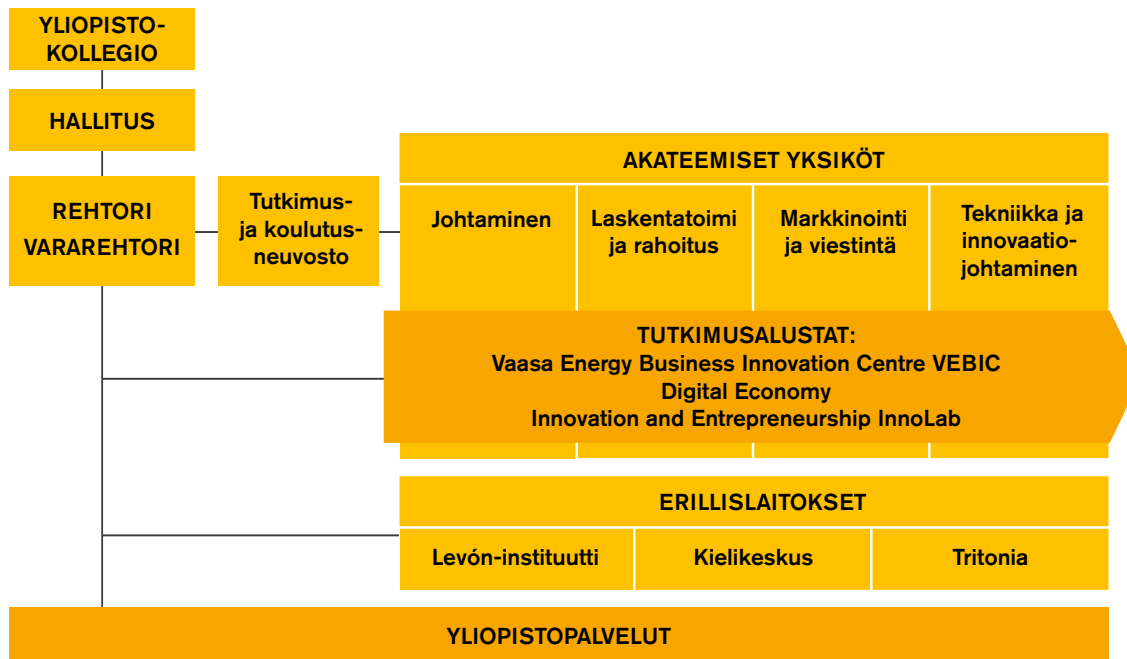 YLIOPISTO-
KOLLEGIO
HALLITUS
REHTORI
VARAREHTORI
Tutkimus-
ja koulutus-
neuvosto
AKATEEMISET YKSIKÖT
Johtaminen
Laskentatoimi
ja rahoitus
Markkinointi
ja viestintä
Tekniikka ja
innovaatio-
johtaminen
TUTKIMUSALUSTAT:
Vaasa Energy Business Innovation Centre VEBIC
Digital Economy
Innovation and Entrepreneurship InnoLab
ERILLISLAITOKSET
Levón-instituutti
Kielikeskus
Tritonia
YLIOPISTOPALVELUT